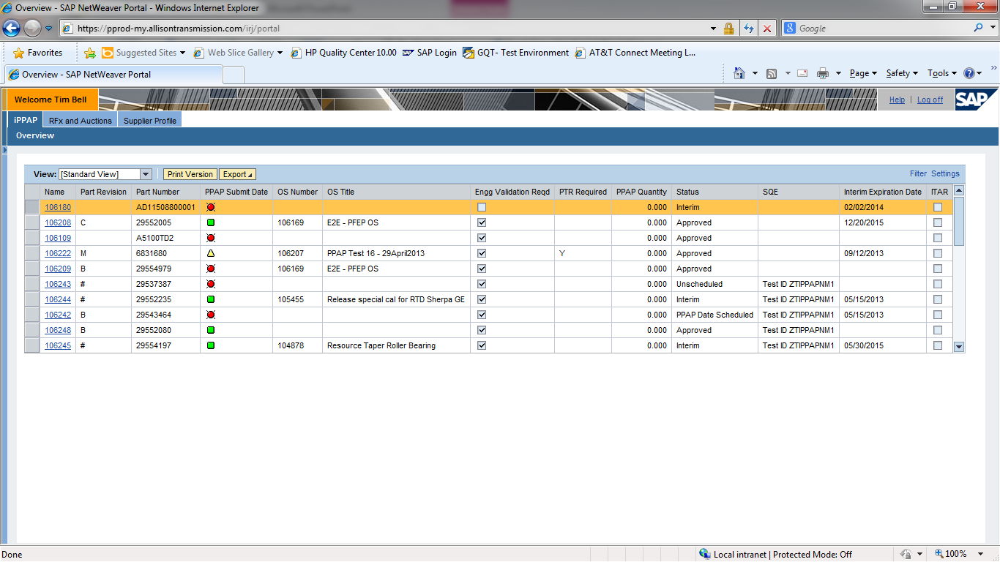 Overview - SAP NetWeaver Portal - Windows Internet Explorer
https://pprod-my.allisontransmission.com/irj/portal
Google
Favorites Suggested Sites Web Slice Gallery HP Quality Center 10.00 SAP Login GQT- Test Environment AT&T Connect Meeting L...
Overview - SAP NetWeaver Portal Page Safety Tools
Welcome Tim Bell Help | Log off SAP
iPPAP RFx and Auctions Supplier Profile
Overview
View: [Standard View] Print Version Export Filter Settings
Name Part Revision Part Number PPAP Submit Date OS Number OS Title Engg Validation Reqd PTR Required PPAP Quantity Status SQE Interim Expiration Date ITAR
106180 AD11508800001 0.000 Interim 02/02/2014
106208 C 29552005 106169 E2E - PFEP OS 0.000 Approved 12/20/2015
106109 A5100TD2 0.000 Approved
106222 M 6831680 106207 PPAP Test 16 - 29April2013 Y 0.000 Approved 09/12/2013
106209 B 29554979 106169 E2E - PFEP OS 0.000 Approved
106243 # 29537387 0.000 Unscheduled Test ID ZTIPPAPNM1
106244 # 29552235 105455 Release special cal for RTD Sherpa GE 0.000 Interim Test ID ZTIPPAPNM1 05/15/2013
106242 B 29543464 0.000 PPAP Date Scheduled Test ID ZTIPPAPNM1 05/15/2013
106248 B 29552080 0.000 Approved Test ID ZTIPPAPNM1
106245 # 29554197 104878 Resource Taper Roller Bearing 0.000 Interim Test ID ZTIPPAPNM1 05/30/2015
Done Local intranet | Protected Mode: Off 100%